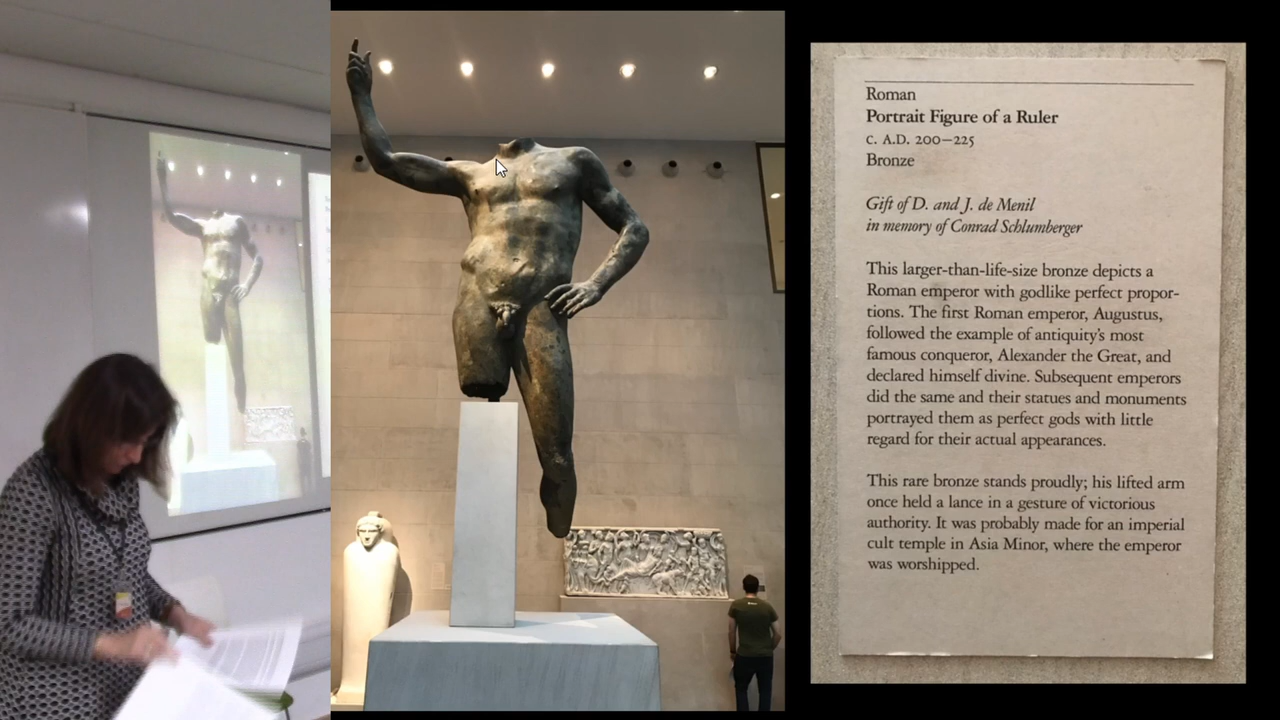 Roman
Portrait Figure of a Ruler
c. A.D. 200–225
Bronze
Gift of D. and J. de Menil
in memory of Conrad Schlumberger
This larger-than-life-size bronze depicts a
Roman emperor with godlike perfect propor-
tions. The first Roman emperor, Augustus,
followed the example of antiquity's most
famous conqueror, Alexander the Great, and
declared himself divine. Subsequent emperors
did the same and their statues and monuments
portrayed them as perfect gods with little
regard for their actual appearances.
This rare bronze stands proudly; his lifted arm
once held a lance in a gesture of victorious
authority. It was probably made for an imperial
cult temple in Asia Minor, where the emperor
was worshipped.